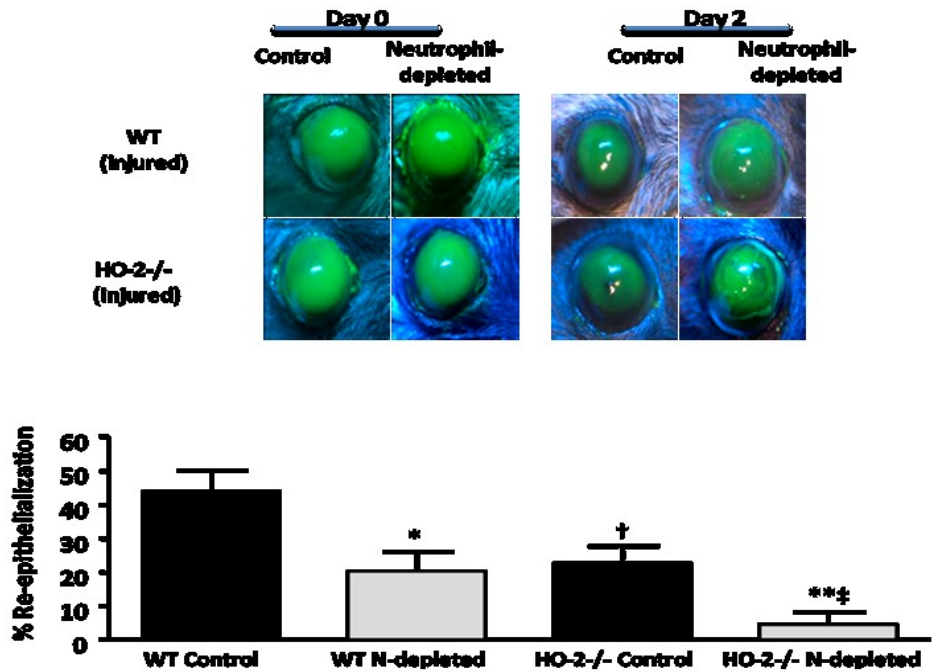 Day 0
Day 2
Control
Neutrophil-
depleted
Control
Neutrophil-
depleted
WT
(Injured)
HO-2-/-
(Injured)
% Re-epithelialization
60
50
40
30
20
10
0
*
†
**‡
WT Control
WT N-depleted
HO-2-/- Control
HO-2-/- N-depleted